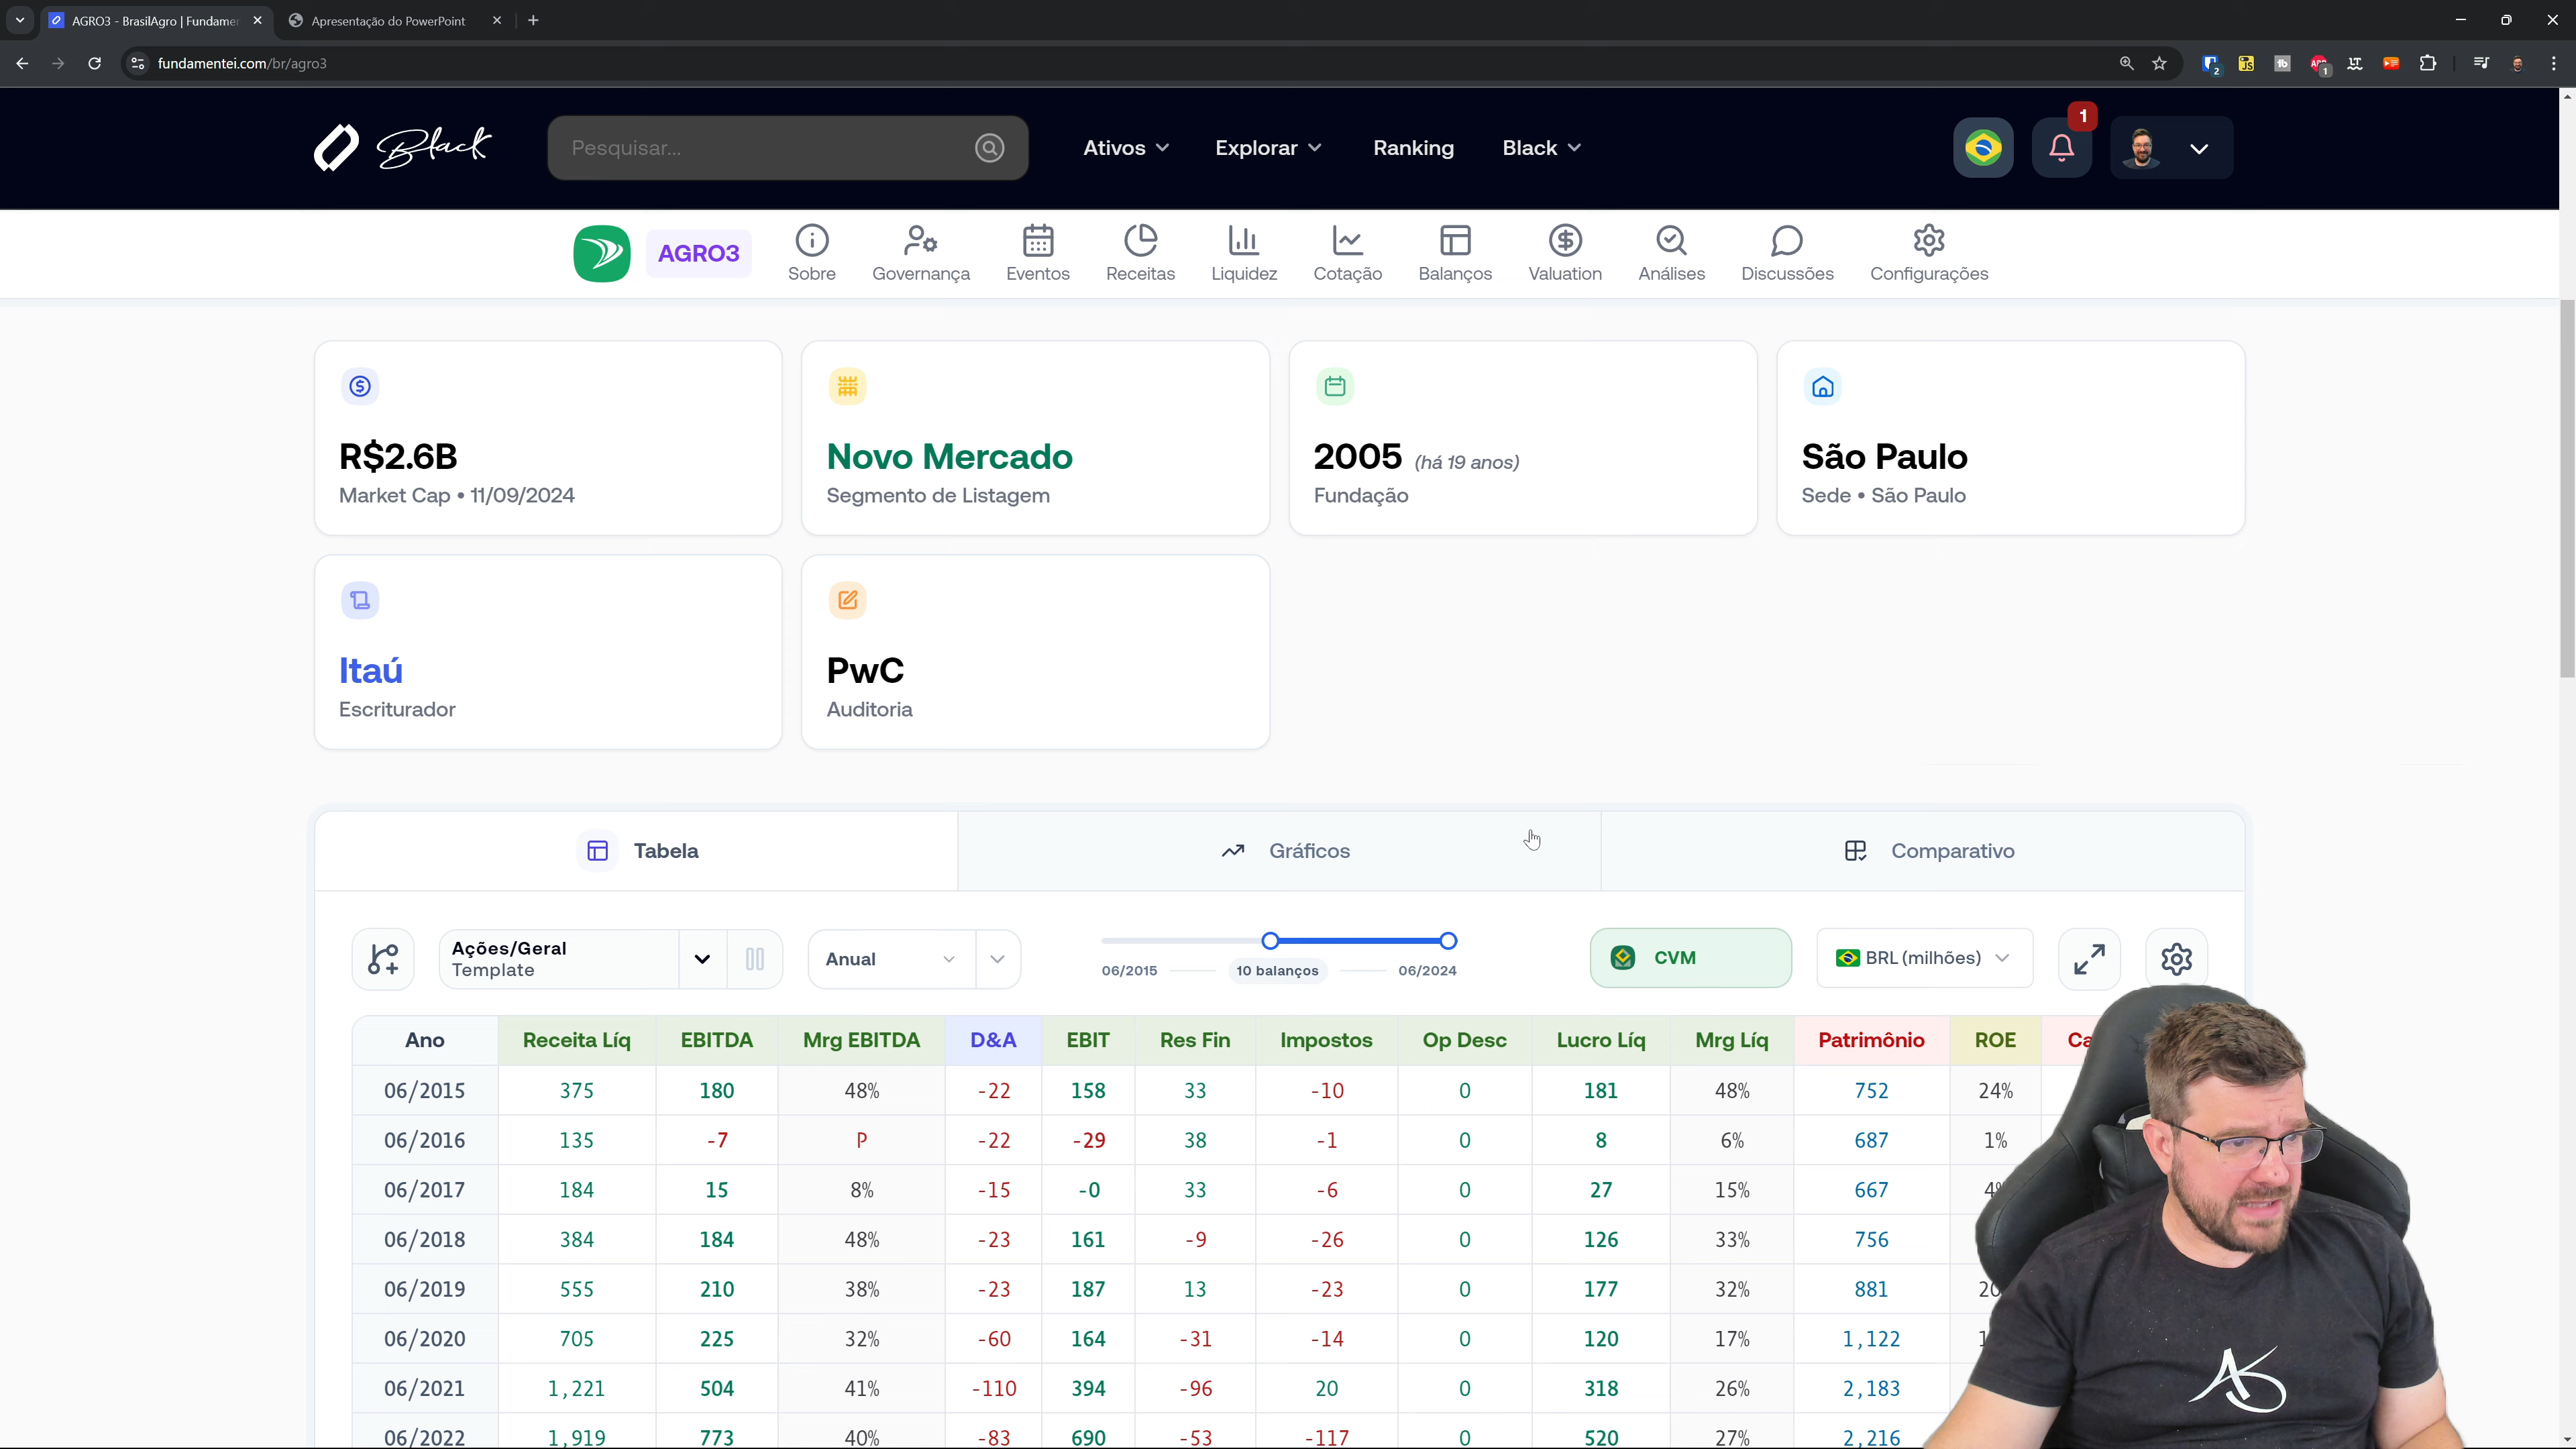 AGRO3 - BrasilAgro | Fundamen
Apresentação do PowerPoint
fundamentei.com/br/agro3
2
JS
tb
ABP
1
Black
Pesquisar...
Ativos
Explorar
Ranking
Black
1
AGRO3
Sobre
Governança
Eventos
Receitas
Liquidez
Cotação
Balanços
Valuation
Análises
Discussões
Configurações
R$2.6B
Market Cap • 11/09/2024
Novo Mercado
Segmento de Listagem
2005 (há 19 anos)
Fundação
São Paulo
Sede • São Paulo
Itaú
Escriturador
PwC
Auditoria
Tabela
Gráficos
Comparativo
Ações/Geral
Template
Anual
06/2015
10 balanços
06/2024
CVM
BRL (milhões)
Ano Receita Líq EBITDA Mrg EBITDA D&A EBIT Res Fin Impostos Op Desc Lucro Líq Mrg Líq Patrimônio ROE Ca
06/2015 375 180 48% -22 158 33 -10 0 181 48% 752 24%
06/2016 135 -7 P -22 -29 38 -1 0 8 6% 687 1%
06/2017 184 15 8% -15 -0 33 -6 0 27 15% 667 4%
06/2018 384 184 48% -23 161 -9 -26 0 126 33% 756
06/2019 555 210 38% -23 187 13 -23 0 177 32% 881 20
06/2020 705 225 32% -60 164 -31 -14 0 120 17% 1,122 1
06/2021 1,221 504 41% -110 394 -96 20 0 318 26% 2,183
06/2022 1,919 773 40% -83 690 -53 -117 0 520 27% 2,216